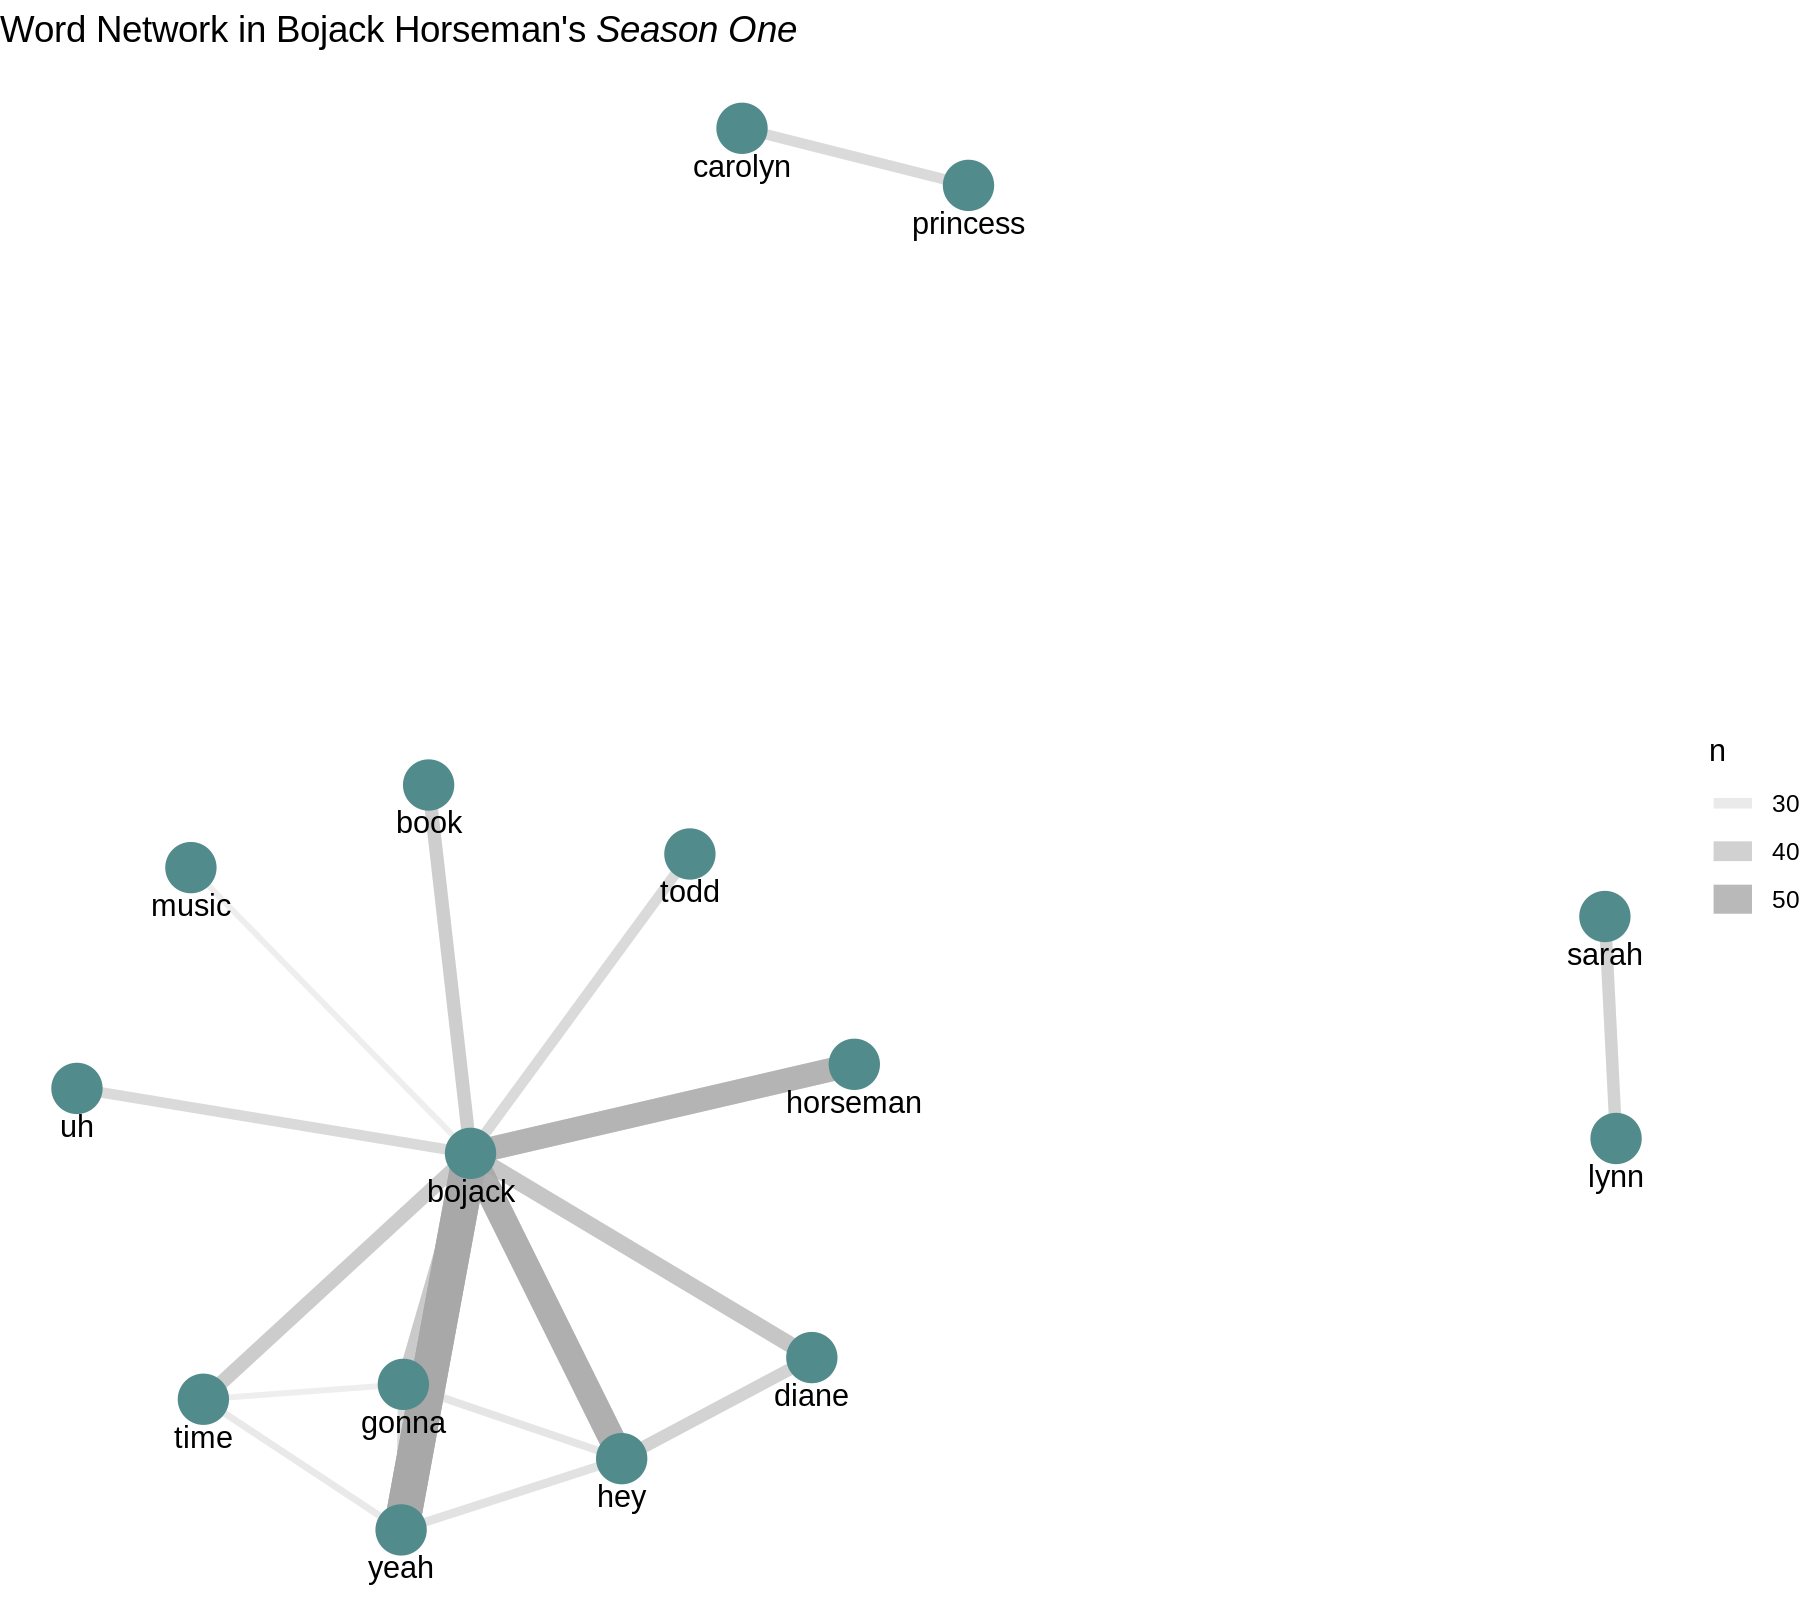 Word Network in Bojack Horseman's Season One
carolyn
princess
n
30
40
50
book
todd
music
sarah
horseman
uh
lynn
bojack
diane
gonna
time
hey
yeah